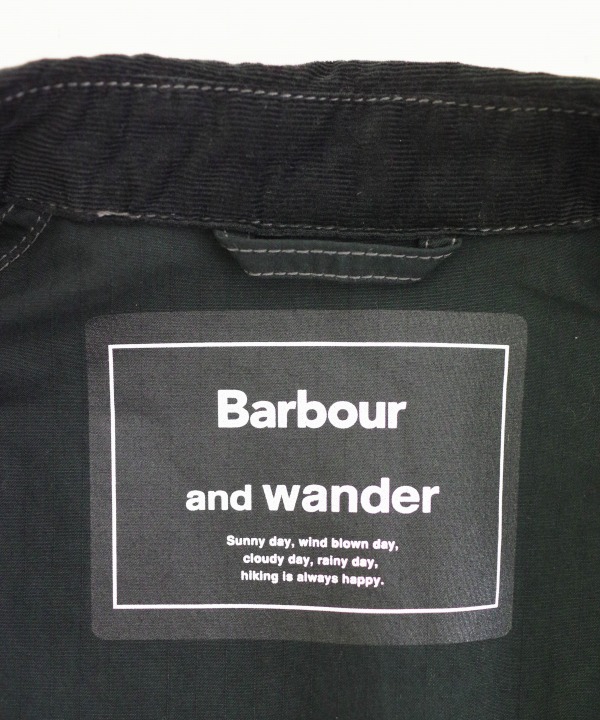 Barbour
and wander
Sunny day, wind blown day,
cloudy day, rainy day,
hiking is always happy.